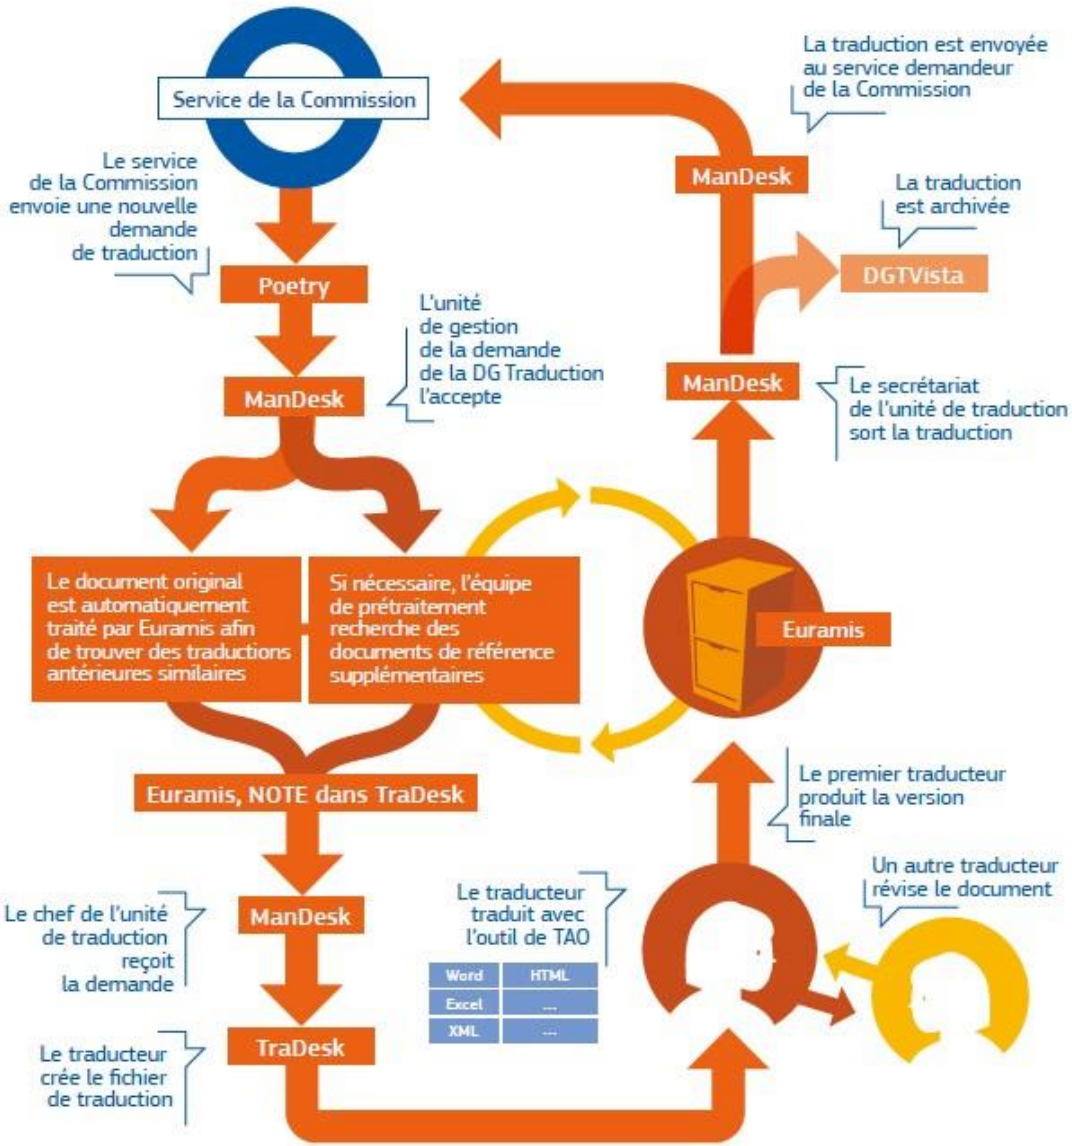 Service de la Commission
Le service
de la Commission
envoie une nouvelle
demande
de traduction
Poetry
L'unité
de gestion
de la demande
de la DG Traduction
l'accepte
ManDesk
Le document original
est automatiquement
traité par Euramis afin
de trouver des traductions
antérieures similaires
Si nécessaire, l'équipe
de prétraitement
recherche des
documents de référence
supplémentaires
Euramis, NOTE dans TraDesk
Le chef de l'unité
de traduction
reçoit
la demande
ManDesk
TraDesk
Le traducteur
crée le fichier
de traduction
Le traducteur
traduit avec
l'outil de TAO
Word HTML
Excel ...
XML ...
Un autre traducteur
révise le document
Le premier traducteur
produit la version
finale
Euramis
ManDesk
Le secrétariat
de l'unité de traduction
sort la traduction
La traduction
est archivée
DGTVista
ManDesk
La traduction est envoyée
au service demandeur
de la Commission